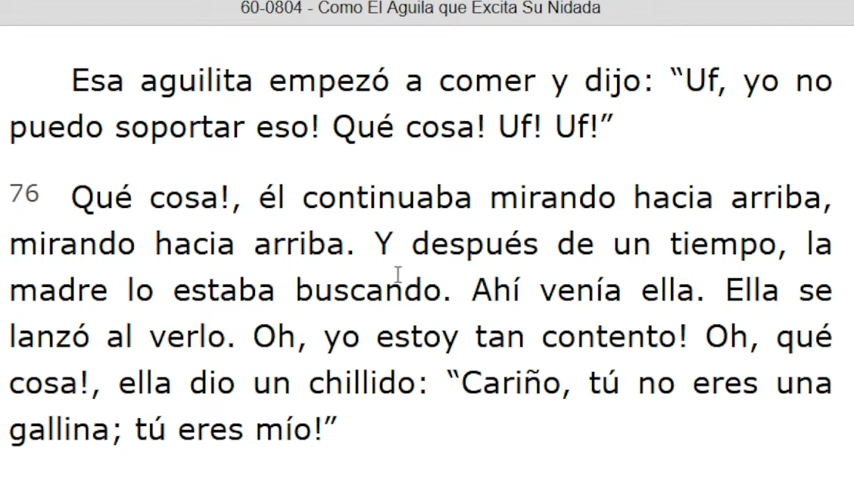 60-0804 - Como El Aguila que Excita Su Nidada
Esa aguilita empezó a comer y dijo: “Uf, yo no
puedo soportar eso! Qué cosa! Uf! Uf!”
76 Qué cosa!, él continuaba mirando hacia arriba,
mirando hacia arriba. Y después de un tiempo, la
madre lo estaba buscando. Ahí venía ella. Ella se
lanzó al verlo. Oh, yo estoy tan contento! Oh, qué
cosa!, ella dio un chillido: “Cariño, tú no eres una
gallina; tú eres mío!”